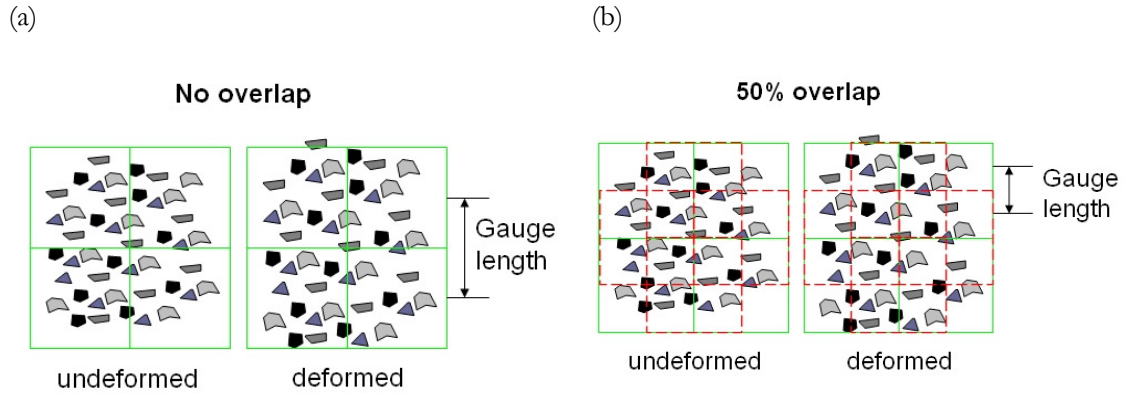 (a)
No overlap
Gauge
length
undeformed
deformed
(b)
50% overlap
Gauge
length
undeformed
deformed